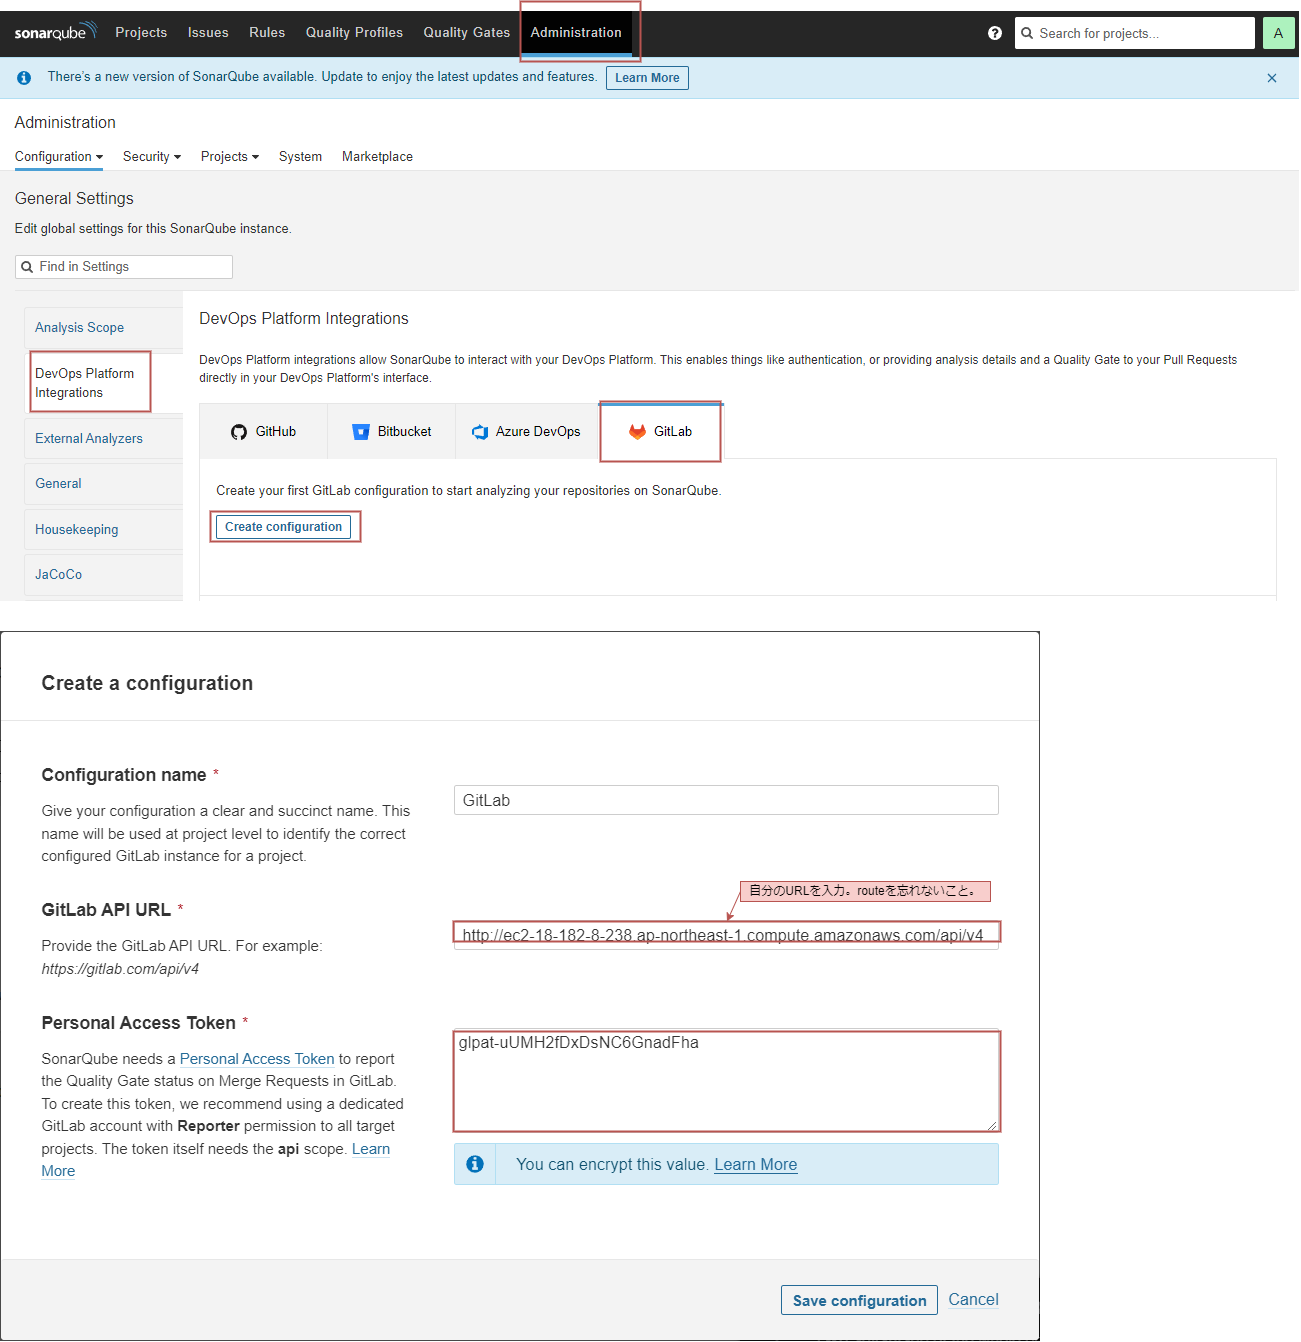 sonarqube Projects Issues Rules Quality Profiles Quality Gates Administration ? Search for projects... A
There's a new version of SonarQube available. Update to enjoy the latest updates and features. Learn More
Administration
Configuration Security Projects System Marketplace
General Settings
Edit global settings for this SonarQube instance.
Find in Settings
Analysis Scope
DevOps Platform
Integrations
External Analyzers
General
Housekeeping
JaCoCo
DevOps Platform Integrations
DevOps Platform integrations allow SonarQube to interact with your DevOps Platform. This enables things like authentication, or providing analysis details and a Quality Gate to your Pull Requests
directly in your DevOps Platform's interface.
GitHub Bitbucket Azure DevOps GitLab
Create your first GitLab configuration to start analyzing your repositories on SonarQube.
Create configuration
Create a configuration
Configuration name *
Give your configuration a clear and succinct name. This
name will be used at project level to identify the correct
configured GitLab instance for a project.
GitLab
自分のURLを入力。routeを忘れないこと。
GitLab API URL *
Provide the GitLab API URL. For example:
https://gitlab.com/api/v4
http://ec2-18-182-8-238.ap-northeast-1.compute.amazonaws.com/api/v4
Personal Access Token *
SonarQube needs a Personal Access Token to report
the Quality Gate status on Merge Requests in GitLab.
To create this token, we recommend using a dedicated
GitLab account with Reporter permission to all target
projects. The token itself needs the api scope. Learn
More
glpat-uUMH2fDxDsNC6GnadFha
You can encrypt this value. Learn More
Save configuration Cancel